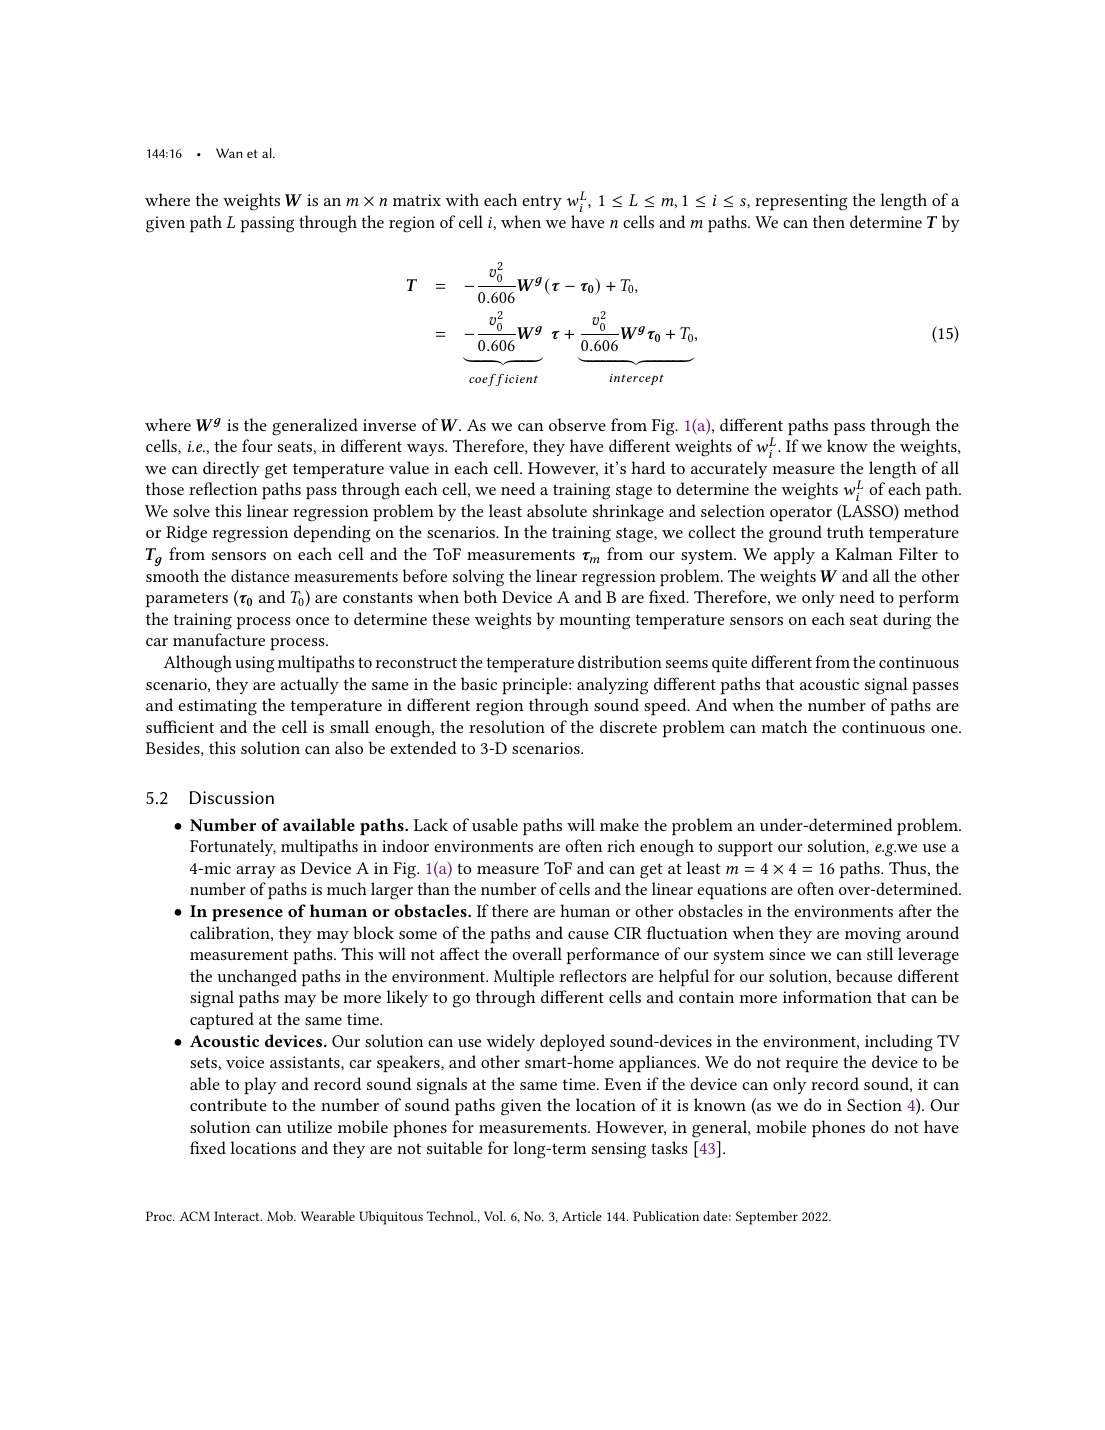 144:16 • Wan et al.
where the weights W is an m × n matrix with each entry w_i^L, 1 ≤ L ≤ m, 1 ≤ i ≤ s, representing the length of a
given path L passing through the region of cell i, when we have n cells and m paths. We can then determine T by
T = −\frac{v_0^2}{0.606} W^g (τ − τ_0) + T_0,
= \underbrace{−\frac{v_0^2}{0.606} W^g}_{coefficient} τ + \underbrace{\frac{v_0^2}{0.606} W^g τ_0 + T_0}_{intercept}, (15)
where W^g is the generalized inverse of W. As we can observe from Fig. 1(a), different paths pass through the
cells, i.e., the four seats, in different ways. Therefore, they have different weights of w_i^L. If we know the weights,
we can directly get temperature value in each cell. However, it's hard to accurately measure the length of all
those reflection paths pass through each cell, we need a training stage to determine the weights w_i^L of each path.
We solve this linear regression problem by the least absolute shrinkage and selection operator (LASSO) method
or Ridge regression depending on the scenarios. In the training stage, we collect the ground truth temperature
T_g from sensors on each cell and the ToF measurements τ_m from our system. We apply a Kalman Filter to
smooth the distance measurements before solving the linear regression problem. The weights W and all the other
parameters (τ_0 and T_0) are constants when both Device A and B are fixed. Therefore, we only need to perform
the training process once to determine these weights by mounting temperature sensors on each seat during the
car manufacture process.
Although using multipaths to reconstruct the temperature distribution seems quite different from the continuous
scenario, they are actually the same in the basic principle: analyzing different paths that acoustic signal passes
and estimating the temperature in different region through sound speed. And when the number of paths are
sufficient and the cell is small enough, the resolution of the discrete problem can match the continuous one.
Besides, this solution can also be extended to 3-D scenarios.
5.2 Discussion
• Number of available paths. Lack of usable paths will make the problem an under-determined problem.
Fortunately, multipaths in indoor environments are often rich enough to support our solution, e.g.we use a
4-mic array as Device A in Fig. 1(a) to measure ToF and can get at least m = 4 × 4 = 16 paths. Thus, the
number of paths is much larger than the number of cells and the linear equations are often over-determined.
• In presence of human or obstacles. If there are human or other obstacles in the environments after the
calibration, they may block some of the paths and cause CIR fluctuation when they are moving around
measurement paths. This will not affect the overall performance of our system since we can still leverage
the unchanged paths in the environment. Multiple reflectors are helpful for our solution, because different
signal paths may be more likely to go through different cells and contain more information that can be
captured at the same time.
• Acoustic devices. Our solution can use widely deployed sound-devices in the environment, including TV
sets, voice assistants, car speakers, and other smart-home appliances. We do not require the device to be
able to play and record sound signals at the same time. Even if the device can only record sound, it can
contribute to the number of sound paths given the location of it is known (as we do in Section 4). Our
solution can utilize mobile phones for measurements. However, in general, mobile phones do not have
fixed locations and they are not suitable for long-term sensing tasks [43].
Proc. ACM Interact. Mob. Wearable Ubiquitous Technol., Vol. 6, No. 3, Article 144. Publication date: September 2022.